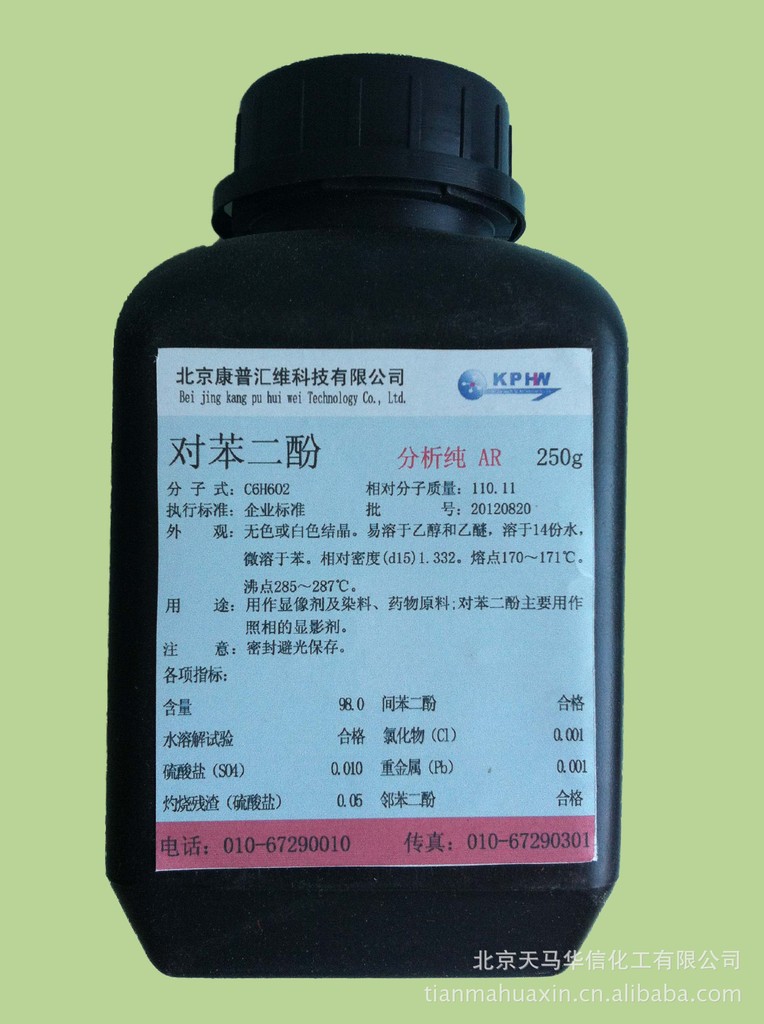 北京康普汇维科技有限公司
Bei jing kang pu hui wei Technology Co., Ltd.
KPHW
对苯二酚 分析纯 AR 250g
分 子 式：C6H6O2 相对分子质量：110.11
执行标准：企业标准 批 号：20120820
外 观：无色或白色结晶。易溶于乙醇和乙醚，溶于14份水，
微溶于苯。相对密度(d15)1.332。熔点170～171℃。
沸点285～287℃。
用 途：用作显像剂及染料、药物原料;对苯二酚主要用作
照相的显影剂。
注 意：密封避光保存。
各项指标：
含量 98.0 间苯二酚 合格
水溶解试验 合格 氯化物（Cl） 0.001
硫酸盐（SO4） 0.010 重金属（Pb） 0.001
灼烧残渣（硫酸盐） 0.05 邻苯二酚 合格
电话：010-67290010 传真：010-67290301
北京天马华信化工有限公司
tianmahuaxin.cn.alibaba.com